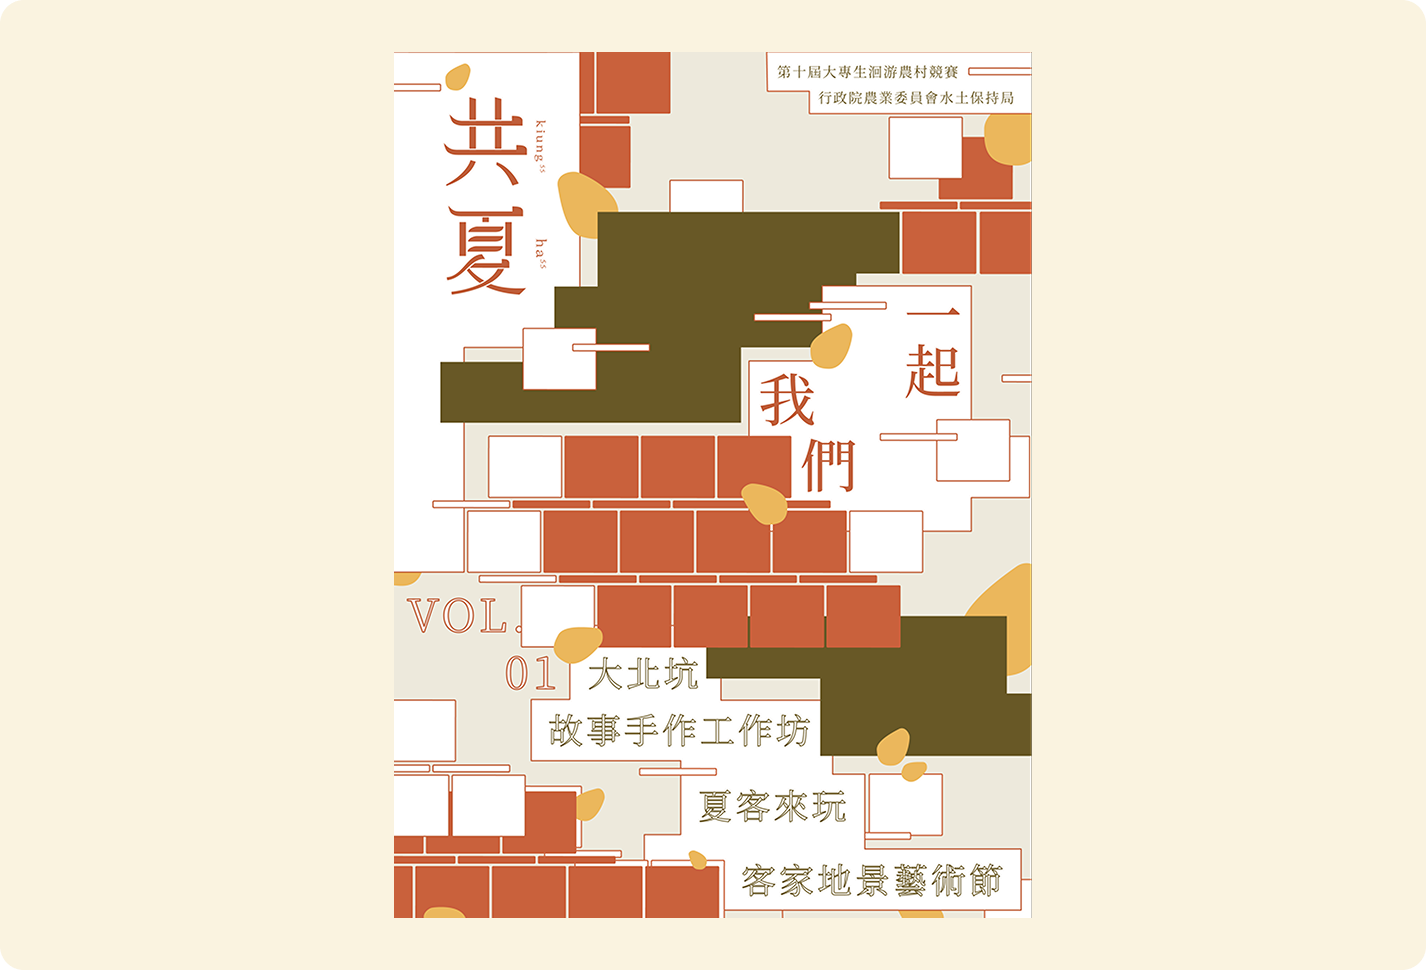 第十屆大專生洄游農村競賽
行政院農業委員會水土保持局
共夏
kiung⁵⁵
ha⁵⁵
一起
我們
VOL.
01
大北坑
故事手作工作坊
夏客來玩
客家地景藝術節